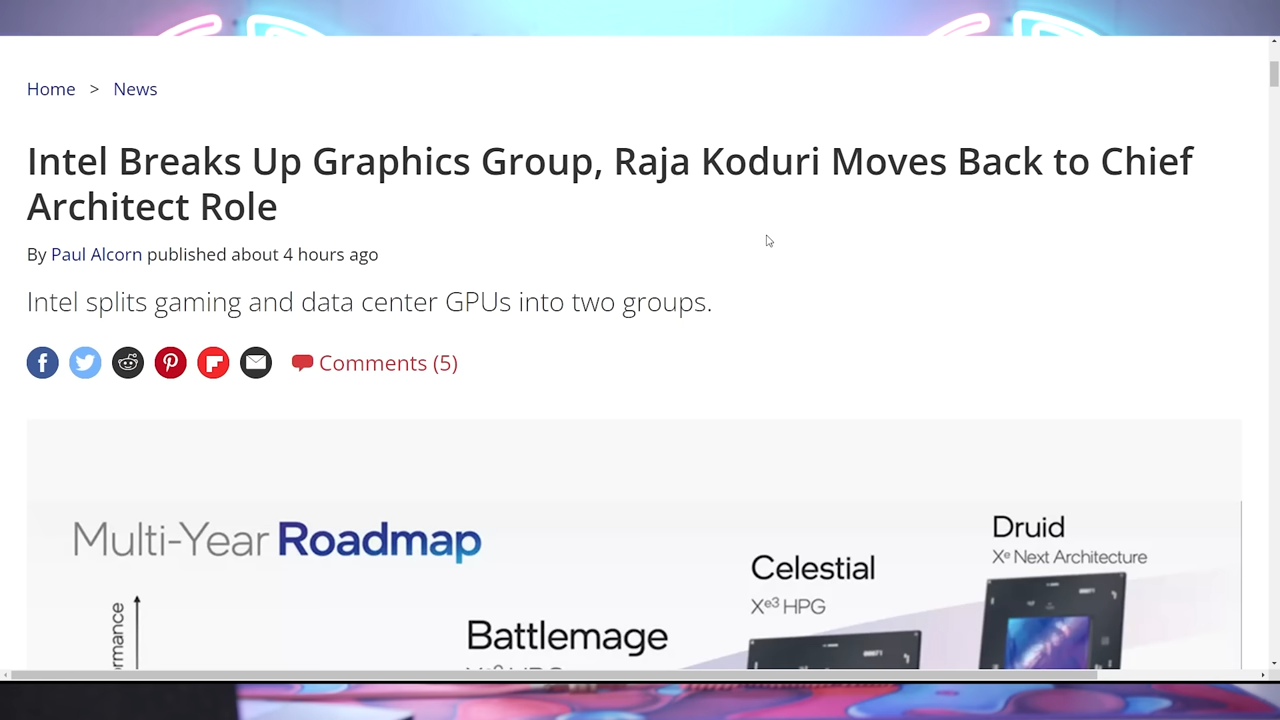 Home > News
Intel Breaks Up Graphics Group, Raja Koduri Moves Back to Chief
Architect Role
By Paul Alcorn published about 4 hours ago
Intel splits gaming and data center GPUs into two groups.
Comments (5)
Multi-Year Roadmap
Druid
Xe Next Architecture
Celestial
Xe3 HPG
Battlemage